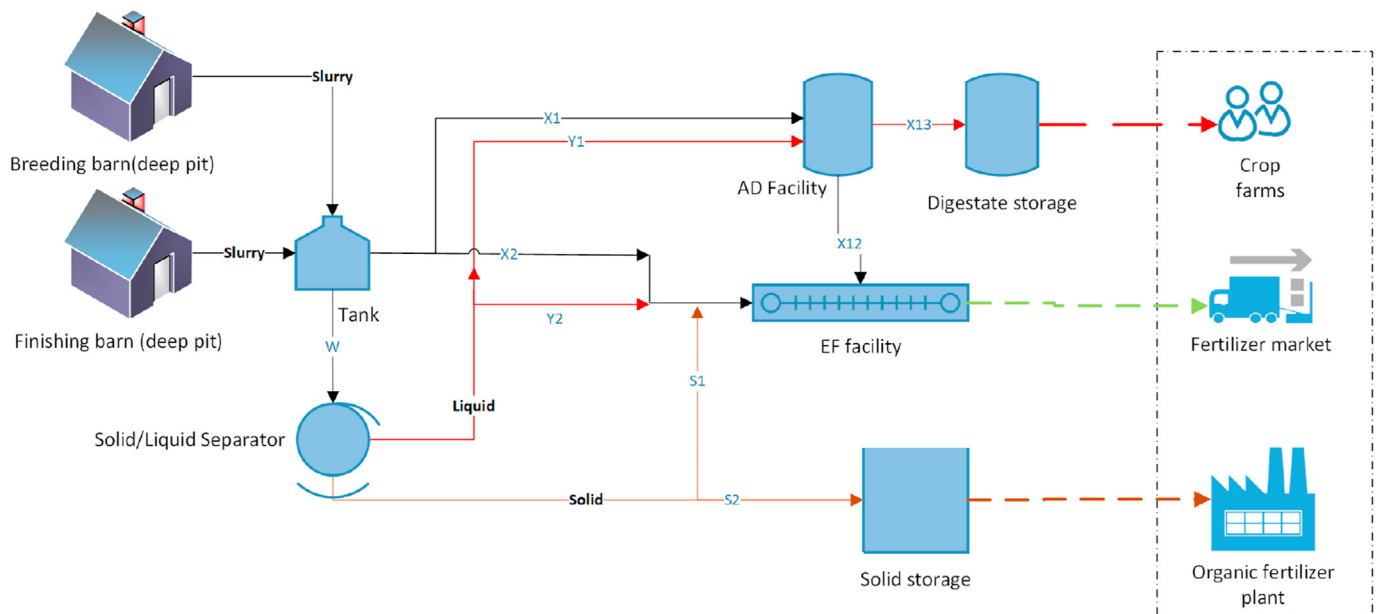 Slurry
Breeding barn(deep pit)
X1
Y1
X13
AD Facility
Digestate storage
Crop
farms
Slurry
X2
X12
Tank
Finishing barn (deep pit)
Y2
EF facility
Fertilizer market
W
S1
Liquid
Solid/Liquid Separator
Solid
S2
Solid storage
Organic fertilizer
plant